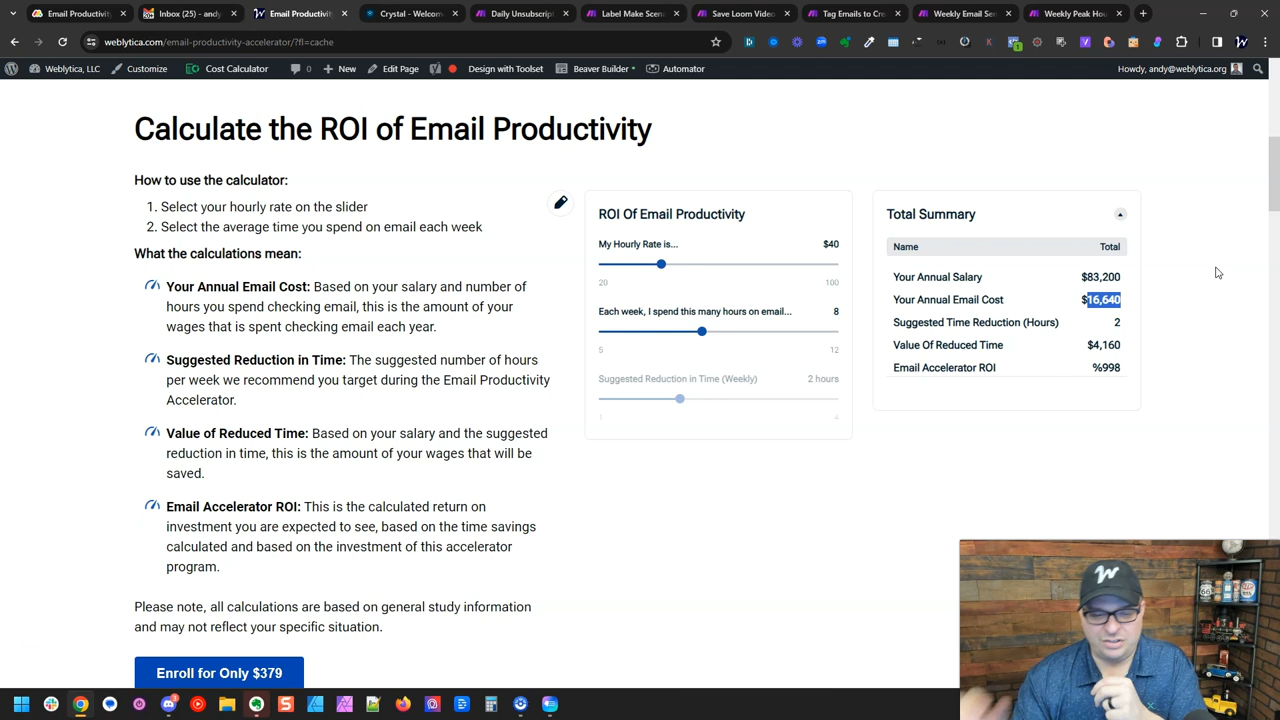 Email Productivity
Inbox (25) - andy
Email Productivity
Crystal - Welcome
Daily Unsubscrip
Label Make Scena
Save Loom Video
Tag Emails to Cre
Weekly Email Ser
Weekly Peak Hou
weblytica.com/email-productivity-accelerator/?fl=cache
Weblytica, LLC
Customize
Cost Calculator
New
Edit Page
Design with Toolset
Beaver Builder
Automator
Howdy, andy@weblytica.org
Calculate the ROI of Email Productivity
How to use the calculator:
1. Select your hourly rate on the slider
2. Select the average time you spend on email each week
What the calculations mean:
Your Annual Email Cost: Based on your salary and number of
hours you spend checking email, this is the amount of your
wages that is spent checking email each year.
Suggested Reduction in Time: The suggested number of hours
per week we recommend you target during the Email Productivity
Accelerator.
Value of Reduced Time: Based on your salary and the suggested
reduction in time, this is the amount of your wages that will be
saved.
Email Accelerator ROI: This is the calculated return on
investment you are expected to see, based on the time savings
calculated and based on the investment of this accelerator
program.
Please note, all calculations are based on general study information
and may not reflect your specific situation.
Enroll for Only $379
ROI Of Email Productivity
My Hourly Rate is... $40
20 100
Each week, I spend this many hours on email... 8
5 12
Suggested Reduction in Time (Weekly) 2 hours
1 4
Total Summary
Name Total
Your Annual Salary $83,200
Your Annual Email Cost $16,640
Suggested Time Reduction (Hours) 2
Value Of Reduced Time $4,160
Email Accelerator ROI %998